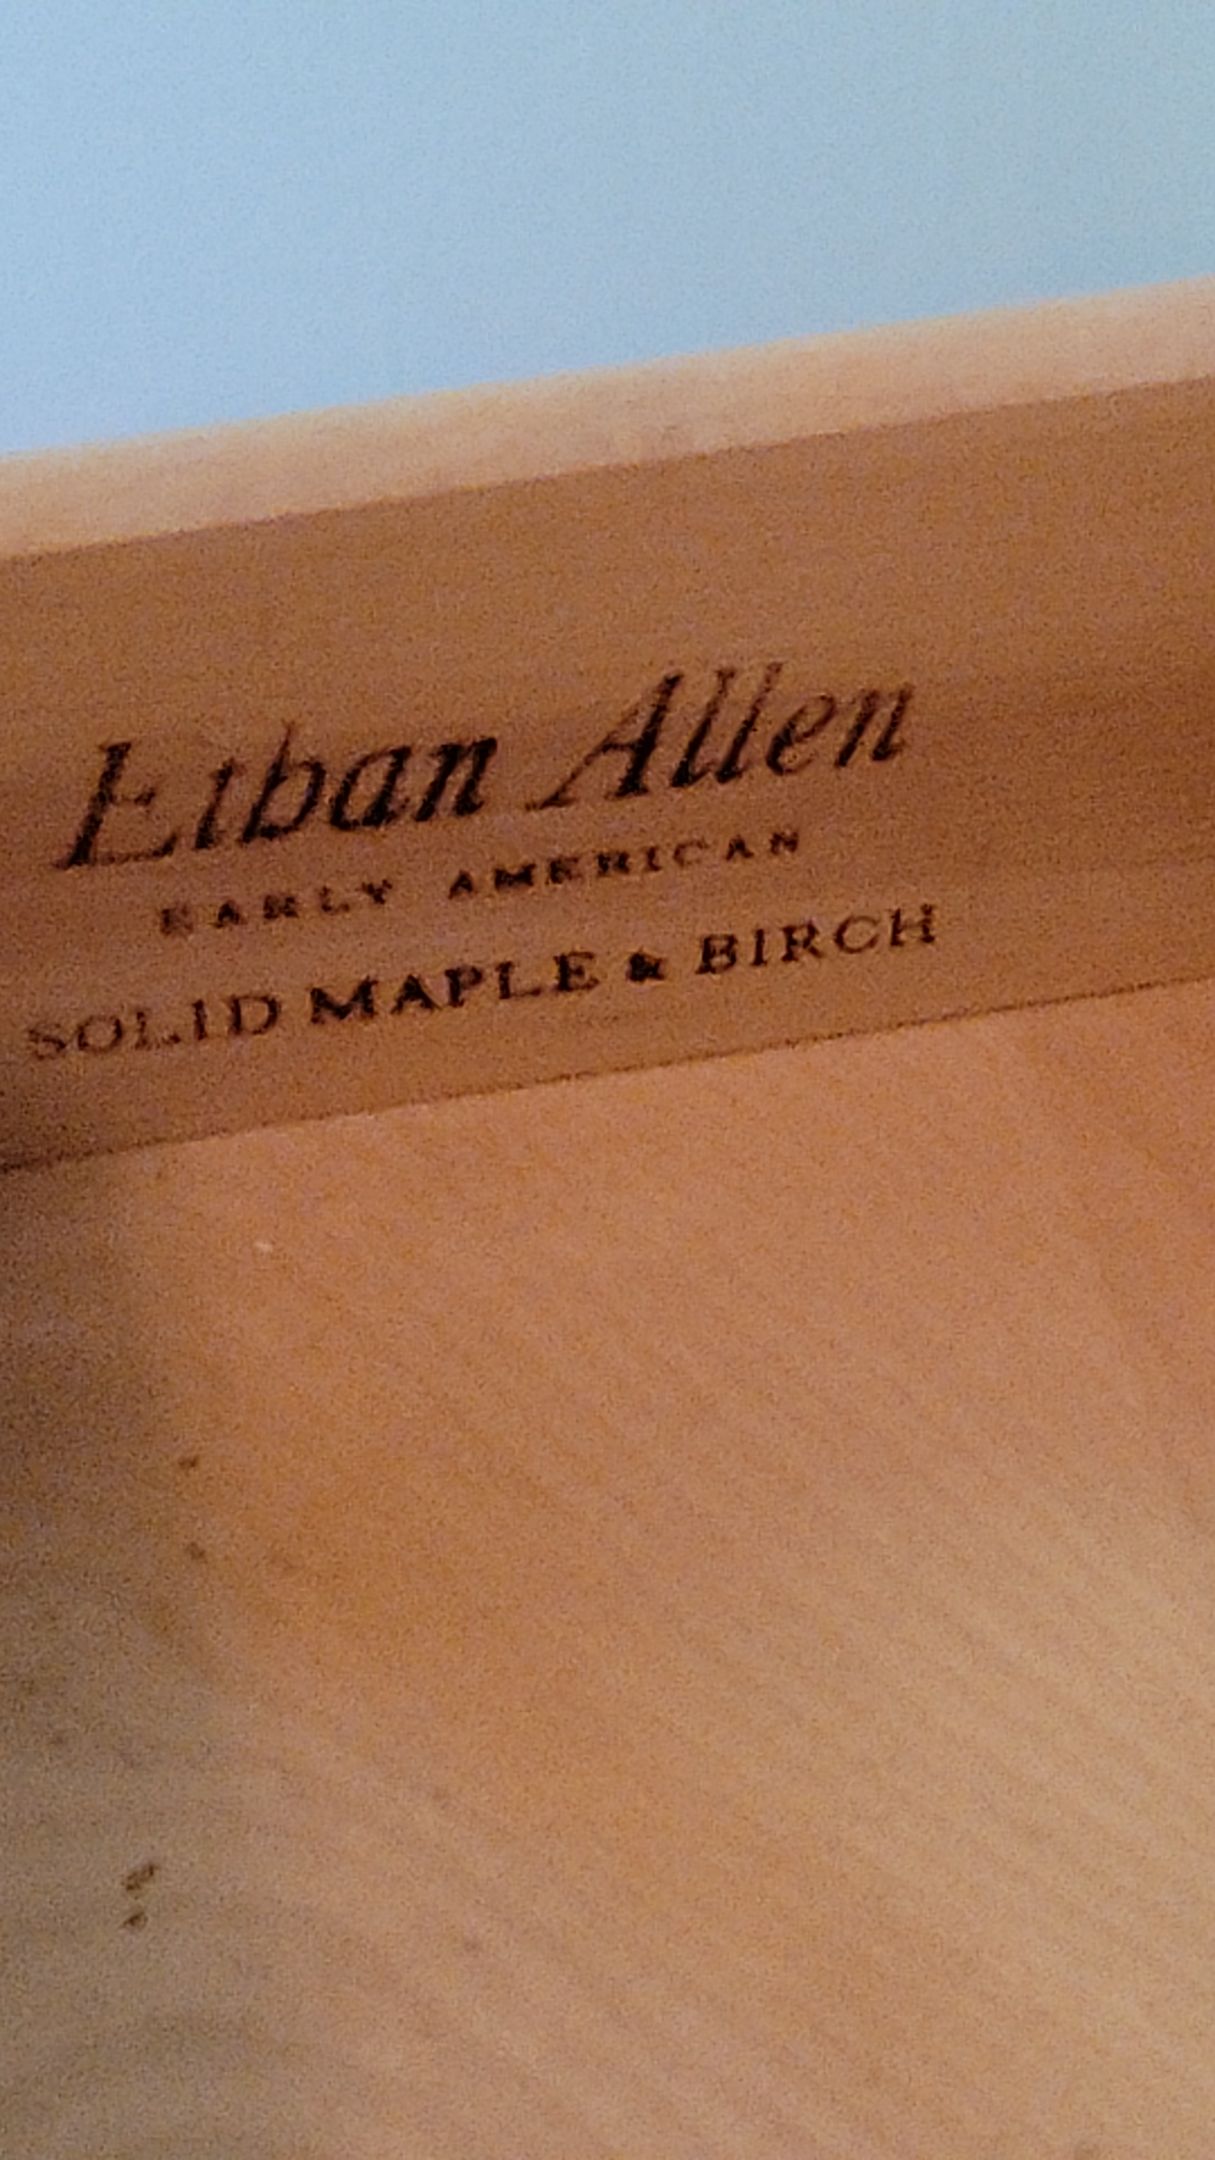 Ethan Allen
EARLY AMERICAN
SOLID MAPLE & BIRCH